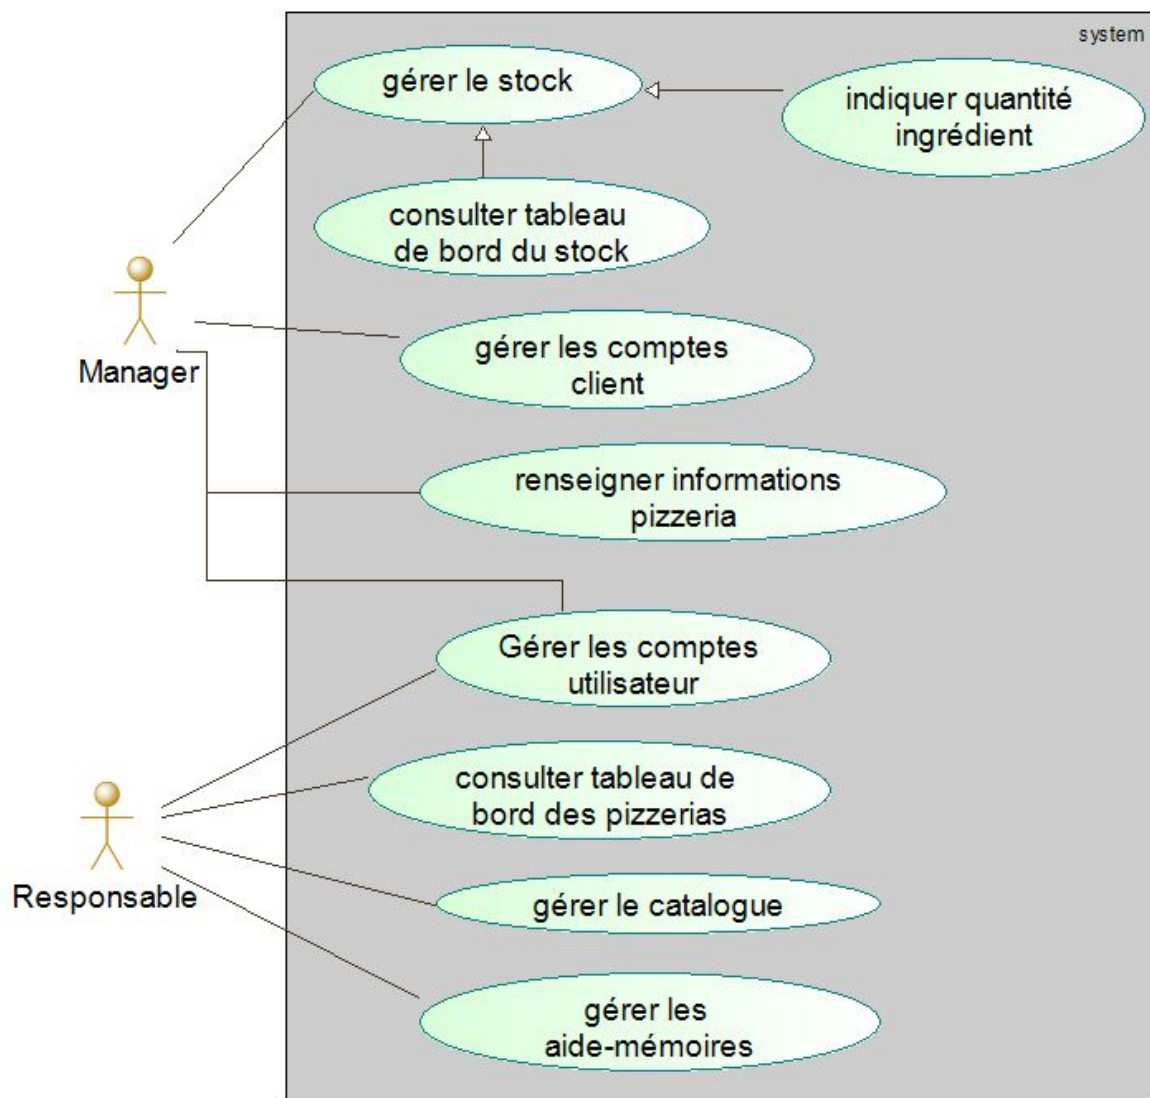 system
gérer le stock
indiquer quantité
ingrédient
consulter tableau
de bord du stock
Manager
gérer les comptes
client
renseigner informations
pizzeria
Gérer les comptes
utilisateur
consulter tableau de
bord des pizzerias
Responsable
gérer le catalogue
gérer les
aide-mémoires